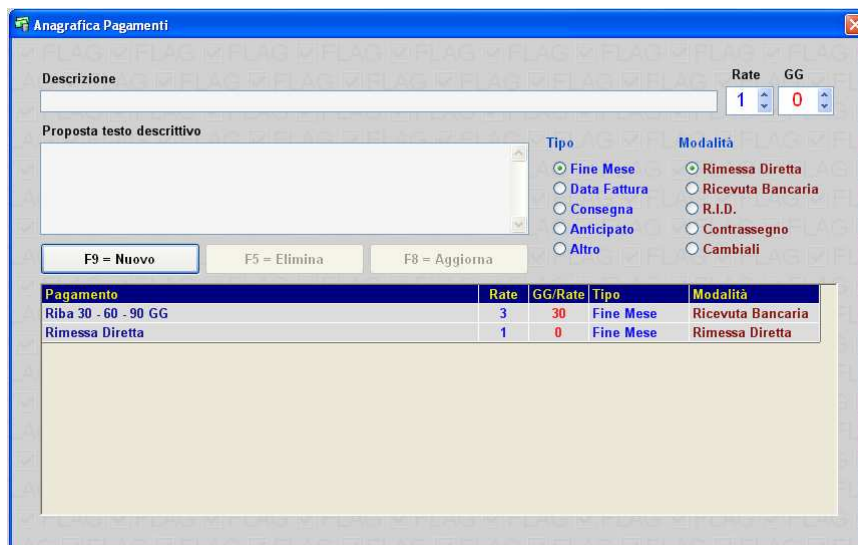 Anagrafica Pagamenti
Descrizione Rate GG
1 0
Proposta testo descrittivo
Tipo Modalità
Fine Mese Rimessa Diretta
Data Fattura Ricevuta Bancaria
Consegna R.I.D.
Anticipato Contrassegno
Altro Cambiali
F9 = Nuovo F5 = Elimina F8 = Aggiorna
Pagamento Rate GG/Rate Tipo Modalità
Riba 30 - 60 - 90 GG 3 30 Fine Mese Ricevuta Bancaria
Rimessa Diretta 1 0 Fine Mese Rimessa Diretta